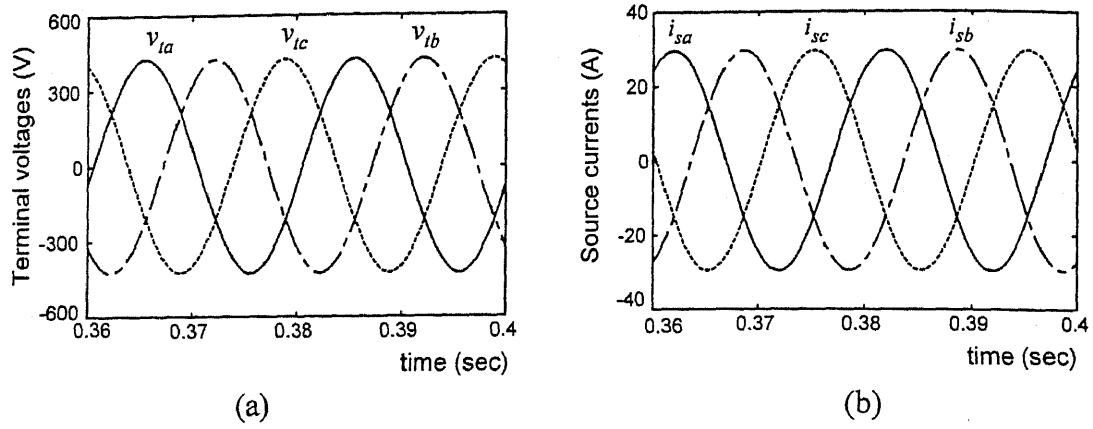 600
300
0
-300
-600
Terminal voltages (V)
v_ta
v_tc
v_tb
0.36
0.37
0.38
0.39
0.4
time (sec)
(a)
40
20
0
-20
-40
Source currents (A)
i_sa
i_sc
i_sb
0.36
0.37
0.38
0.39
0.4
time (sec)
(b)